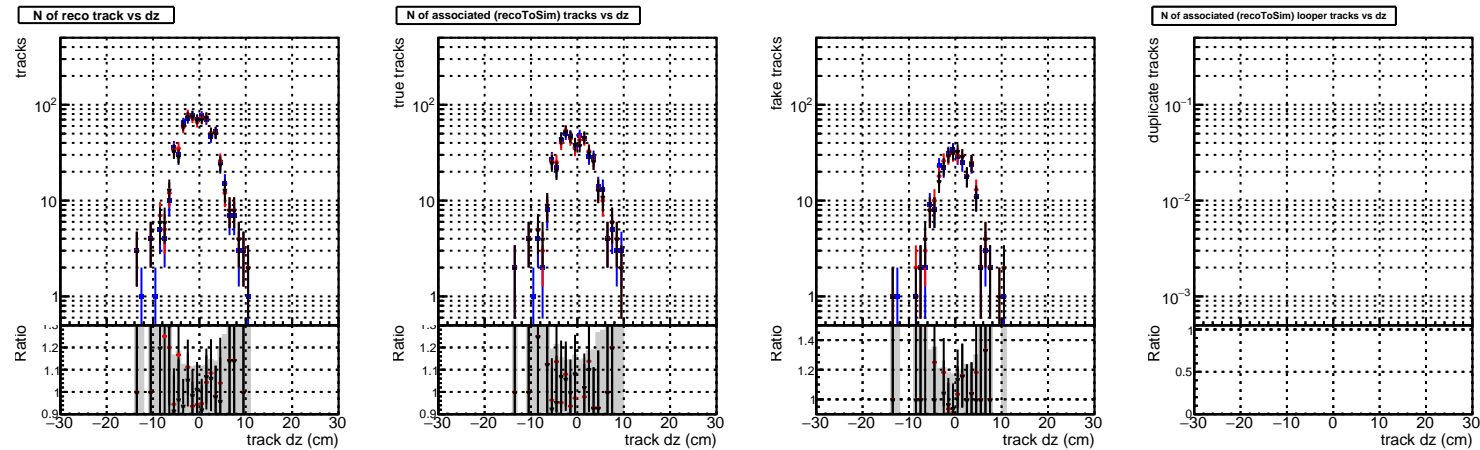 N of reco track vs dz
tracks
10²
10
1
Ratio
1.3
1.2
1.1
1
0.9
−30 −20 −10 0 10 20 30
track dz (cm)
N of associated (recoToSim) tracks vs dz
true tracks
10²
10
1
Ratio
1.3
1.2
1.1
1
0.9
−30 −20 −10 0 10 20 30
track dz (cm)
fake tracks
10²
10
1
Ratio
1.4
1.2
1
−30 −20 −10 0 10 20 30
track dz (cm)
N of associated (recoToSim) looper tracks vs dz
duplicate tracks
10⁻¹
10⁻²
10⁻³
Ratio
1
0.5
0
−30 −20 −10 0 10 20 30
track dz (cm)